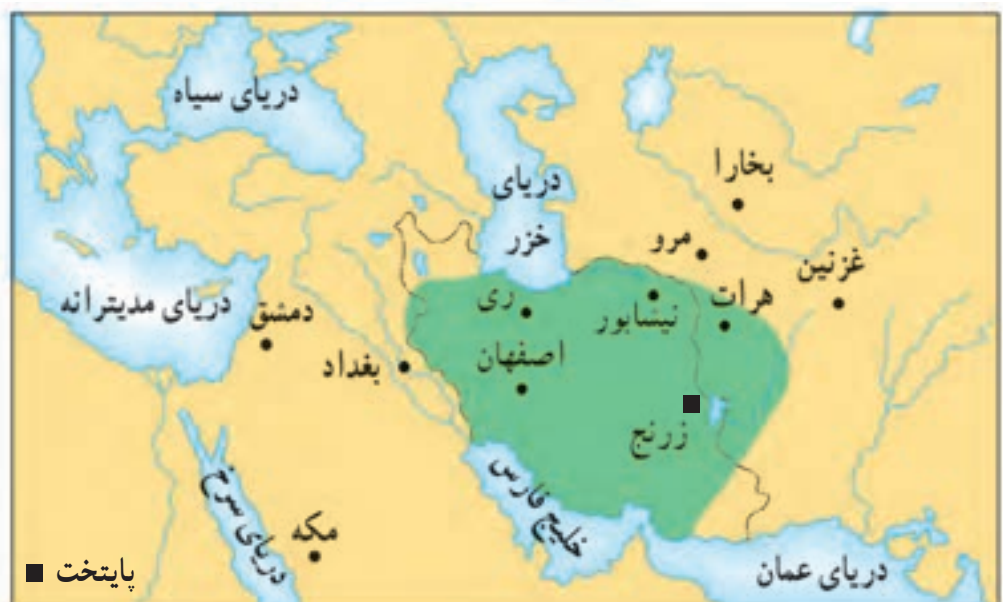 دریای سیاه
دریای
خزر
بخارا
مرو
غزنین
هرات
نیشابور
ری
دریای مدیترانه
دمشق
بغداد
اصفهان
زرنج
خلیج فارس
دریای سرخ
مکه
دریای عمان
پایتخت